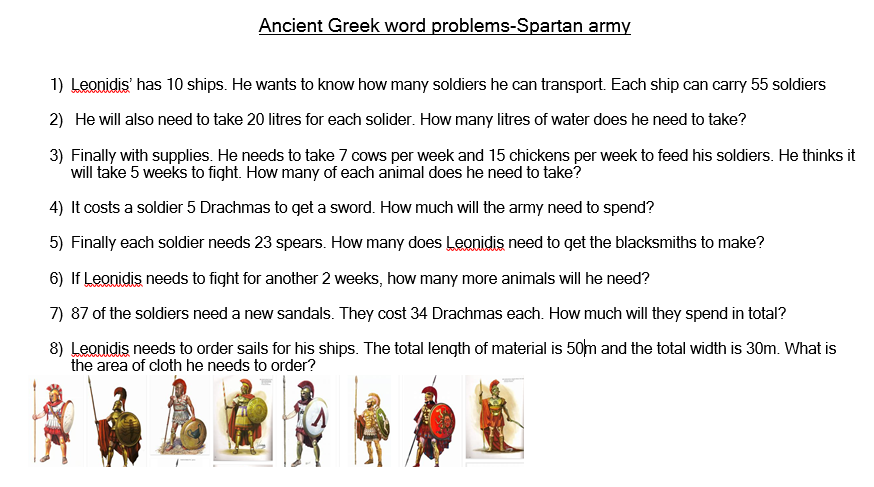 Ancient Greek word problems-Spartan army
1) Leonidis' has 10 ships. He wants to know how many soldiers he can transport. Each ship can carry 55 soldiers
2) He will also need to take 20 litres for each solider. How many litres of water does he need to take?
3) Finally with supplies. He needs to take 7 cows per week and 15 chickens per week to feed his soldiers. He thinks it
will take 5 weeks to fight. How many of each animal does he need to take?
4) It costs a soldier 5 Drachmas to get a sword. How much will the army need to spend?
5) Finally each soldier needs 23 spears. How many does Leonidis need to get the blacksmiths to make?
6) If Leonidis needs to fight for another 2 weeks, how many more animals will he need?
7) 87 of the soldiers need a new sandals. They cost 34 Drachmas each. How much will they spend in total?
8) Leonidis needs to order sails for his ships. The total length of material is 50m and the total width is 30m. What is
the area of cloth he needs to order?